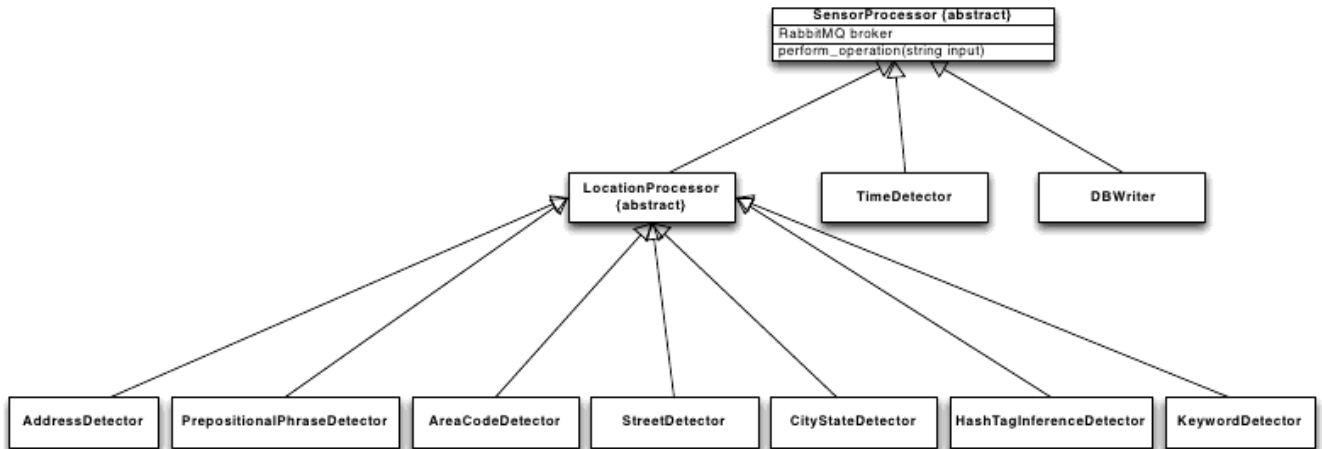 SensorProcessor {abstract}
RabbitMQ broker
perform_operation(string input)
LocationProcessor
{abstract}
TimeDetector
DBWriter
AddressDetector
PrepositionalPhraseDetector
AreaCodeDetector
StreetDetector
CityStateDetector
HashTagInferenceDetector
KeywordDetector